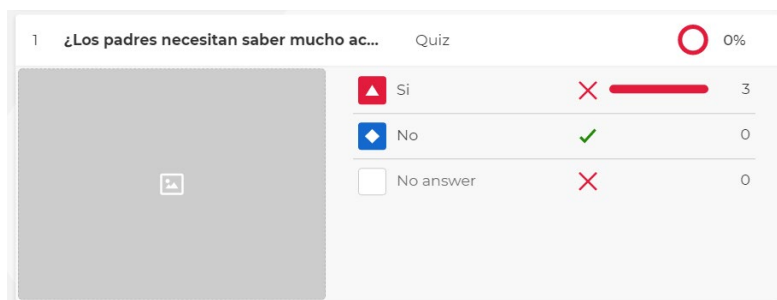 1 ¿Los padres necesitan saber mucho ac... Quiz 0%
Si 3
No 0
No answer 0